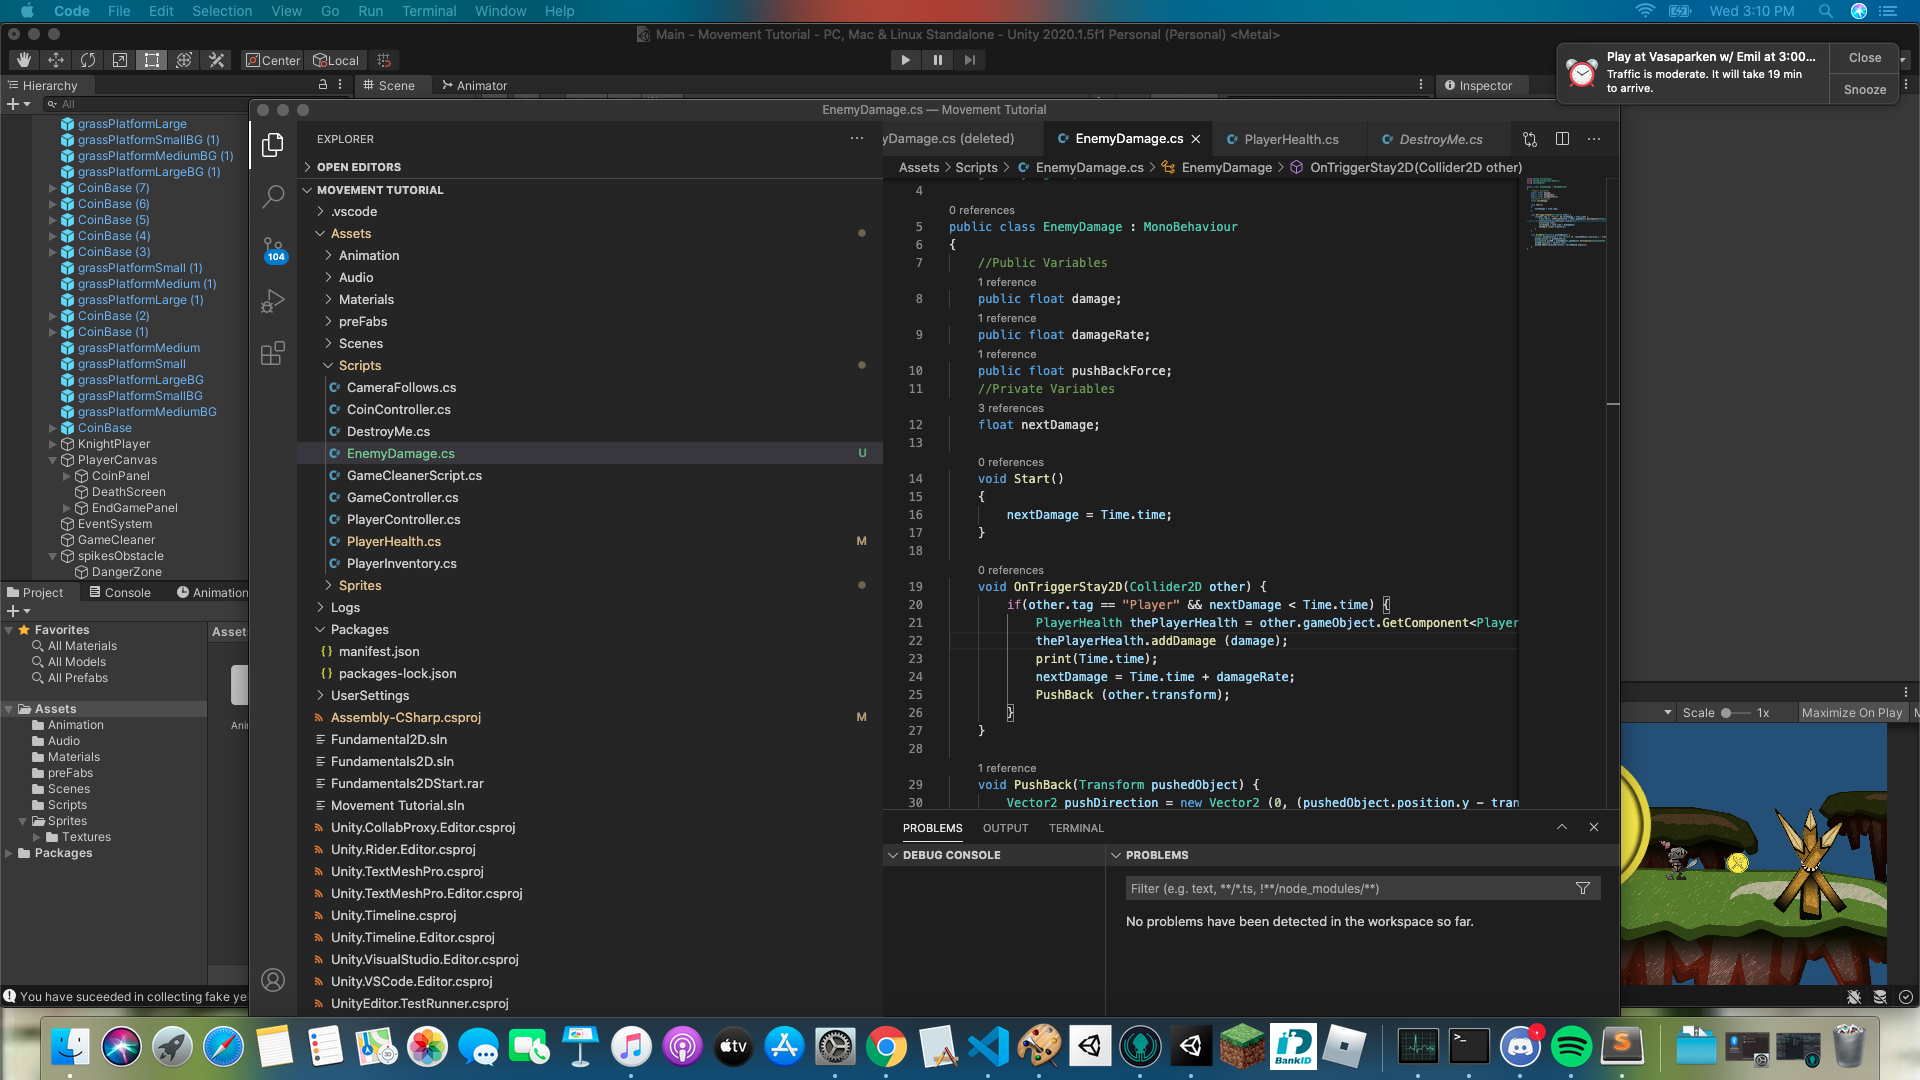 Code File Edit Selection View Go Run Terminal Window Help
Wed 3:10 PM
Main - Movement Tutorial - PC, Mac & Linux Standalone - Unity 2020.1.5f1 Personal (Personal) <Metal>
Center
Local
Play at Vasaparken w/ Emil at 3:00...
Traffic is moderate. It will take 19 min
to arrive.
Close
Snooze
Hierarchy
Scene
Animator
Inspector
All
grassPlatformLarge
grassPlatformSmallBG (1)
grassPlatformMediumBG (1)
grassPlatformLargeBG (1)
CoinBase (7)
CoinBase (6)
CoinBase (5)
CoinBase (4)
CoinBase (3)
grassPlatformSmall (1)
grassPlatformMedium (1)
grassPlatformLarge (1)
CoinBase (2)
CoinBase (1)
grassPlatformMedium
grassPlatformSmall
grassPlatformLargeBG
grassPlatformSmallBG
grassPlatformMediumBG
CoinBase
KnightPlayer
PlayerCanvas
CoinPanel
DeathScreen
EndGamePanel
EventSystem
GameCleaner
spikesObstacle
DangerZone
Project
Console
Animation
Favorites
All Materials
All Models
All Prefabs
Assets
Animation
Audio
Materials
preFabs
Scenes
Scripts
Sprites
Textures
Packages
Asset
Ani
You have suceeded in collecting fake ye
EnemyDamage.cs — Movement Tutorial
EXPLORER
104
OPEN EDITORS
MOVEMENT TUTORIAL
.vscode
Assets
Animation
Audio
Materials
preFabs
Scenes
Scripts
CameraFollows.cs
CoinController.cs
DestroyMe.cs
EnemyDamage.cs U
GameCleanerScript.cs
GameController.cs
PlayerController.cs
PlayerHealth.cs M
PlayerInventory.cs
Sprites
Logs
Packages
{} manifest.json
{} packages-lock.json
UserSettings
Assembly-CSharp.csproj M
Fundamental2D.sln
Fundamentals2D.sln
Fundamentals2DStart.rar
Movement Tutorial.sln
Unity.CollabProxy.Editor.csproj
Unity.Rider.Editor.csproj
Unity.TextMeshPro.csproj
Unity.TextMeshPro.Editor.csproj
Unity.Timeline.csproj
Unity.Timeline.Editor.csproj
Unity.VisualStudio.Editor.csproj
Unity.VSCode.Editor.csproj
UnityEditor.TestRunner.csproj
yDamage.cs (deleted)
EnemyDamage.cs
PlayerHealth.cs
DestroyMe.cs
Assets > Scripts > EnemyDamage.cs > EnemyDamage > OnTriggerStay2D(Collider2D other)
4
0 references
5 public class EnemyDamage : MonoBehaviour
6 {
7 //Public Variables
1 reference
8 public float damage;
1 reference
9 public float damageRate;
1 reference
10 public float pushBackForce;
11 //Private Variables
3 references
12 float nextDamage;
13
0 references
14 void Start()
15 {
16 nextDamage = Time.time;
17 }
18
0 references
19 void OnTriggerStay2D(Collider2D other) {
20 if(other.tag == "Player" && nextDamage < Time.time) {
21 PlayerHealth thePlayerHealth = other.gameObject.GetComponent<Player
22 thePlayerHealth.addDamage (damage);
23 print(Time.time);
24 nextDamage = Time.time + damageRate;
25 PushBack (other.transform);
26 }
27 }
28
1 reference
29 void PushBack(Transform pushedObject) {
30 Vector2 pushDirection = new Vector2 (0, (pushedObject.position.y - tran
PROBLEMS OUTPUT TERMINAL
DEBUG CONSOLE
PROBLEMS
Filter (e.g. text, **/*.ts, !**/node_modules/**)
No problems have been detected in the workspace so far.
Scale 1x Maximize On Play M
tv
iD
BankID